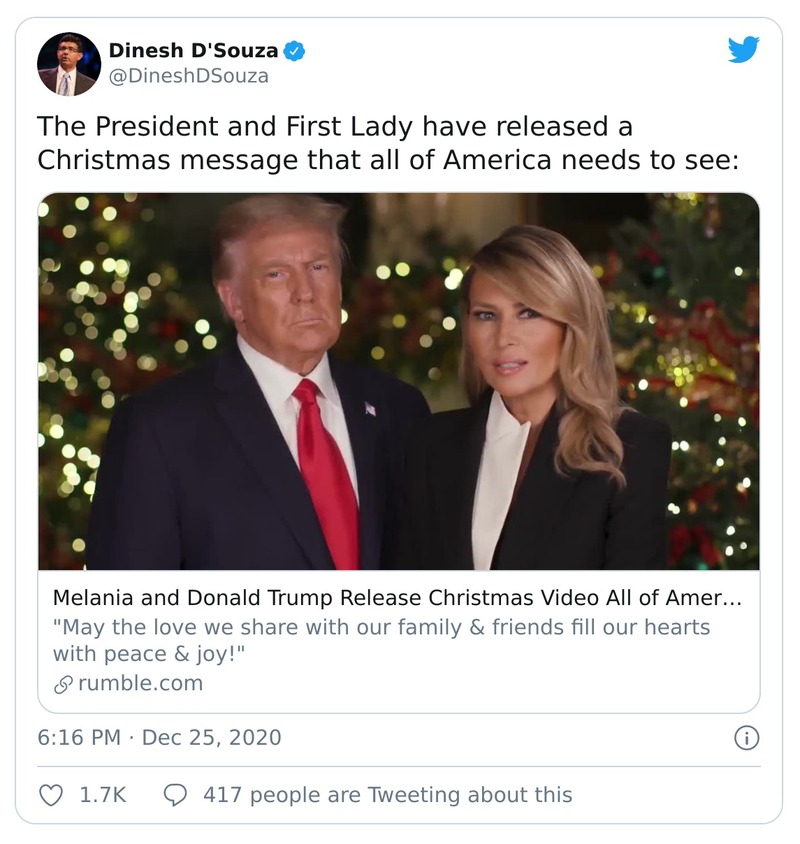 Dinesh D'Souza
@DineshDSouza
The President and First Lady have released a
Christmas message that all of America needs to see:
Melania and Donald Trump Release Christmas Video All of Amer...
"May the love we share with our family & friends fill our hearts
with peace & joy!"
rumble.com
6:16 PM · Dec 25, 2020
1.7K 417 people are Tweeting about this